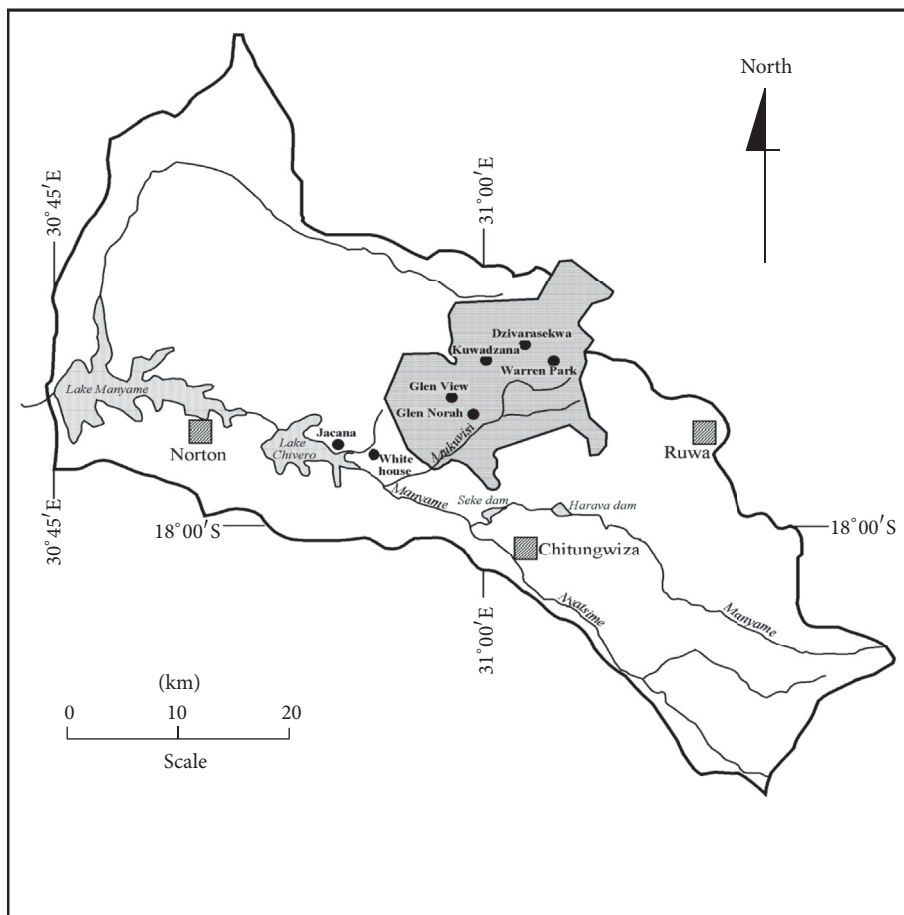 North
30°45′E
31°00′E
Dzivarasekwa
Kuwadzana
Warren Park
Lake Manyame
Glen View
Glen Norah
Mukuwisi
Jacana
Lake
Chivero
White
house
Norton
Ruwa
Manyame
Seke dam
Harava dam
18°00′S
18°00′S
30°45′E
Chitungwiza
Nyatsime
Manyame
31°00′E
(km)
0 10 20
Scale